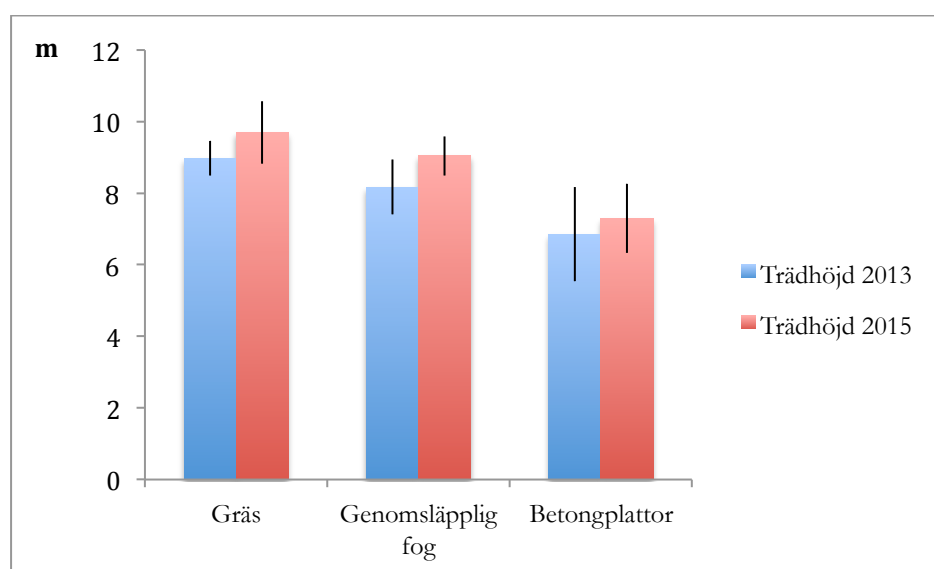 m
12
10
8
6
4
2
0
Gräs
Genomsläpplig
fog
Betongplattor
Trädhöjd 2013
Trädhöjd 2015